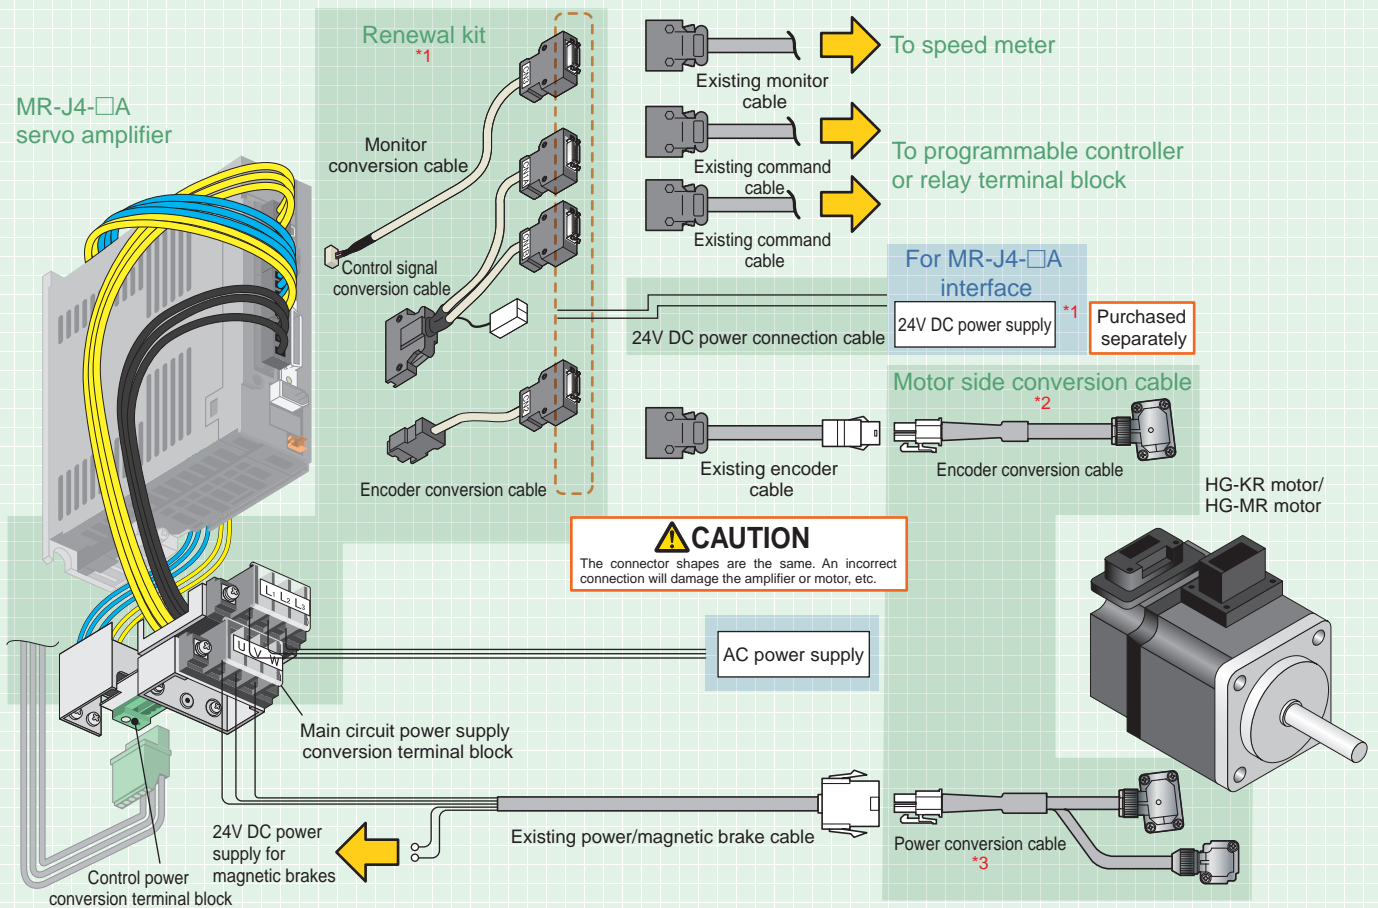 Renewal kit
*1
MR-J4-□A
servo amplifier
Monitor
conversion cable
Control signal
conversion cable
Encoder conversion cable
CN3
CN1A
CN1B
CN2
Existing monitor
cable
To speed meter
Existing command
cable
Existing command
cable
To programmable controller
or relay terminal block
For MR-J4-□A
interface
24V DC power supply
*1
Purchased
separately
24V DC power connection cable
Motor side conversion cable
*2
Existing encoder
cable
Encoder conversion cable
HG-KR motor/
HG-MR motor
CAUTION
The connector shapes are the same. An incorrect
connection will damage the amplifier or motor, etc.
L1 L2 L3
U V W
AC power supply
Main circuit power supply
conversion terminal block
24V DC power
supply for
magnetic brakes
Existing power/magnetic brake cable
Power conversion cable
*3
Control power
conversion terminal block